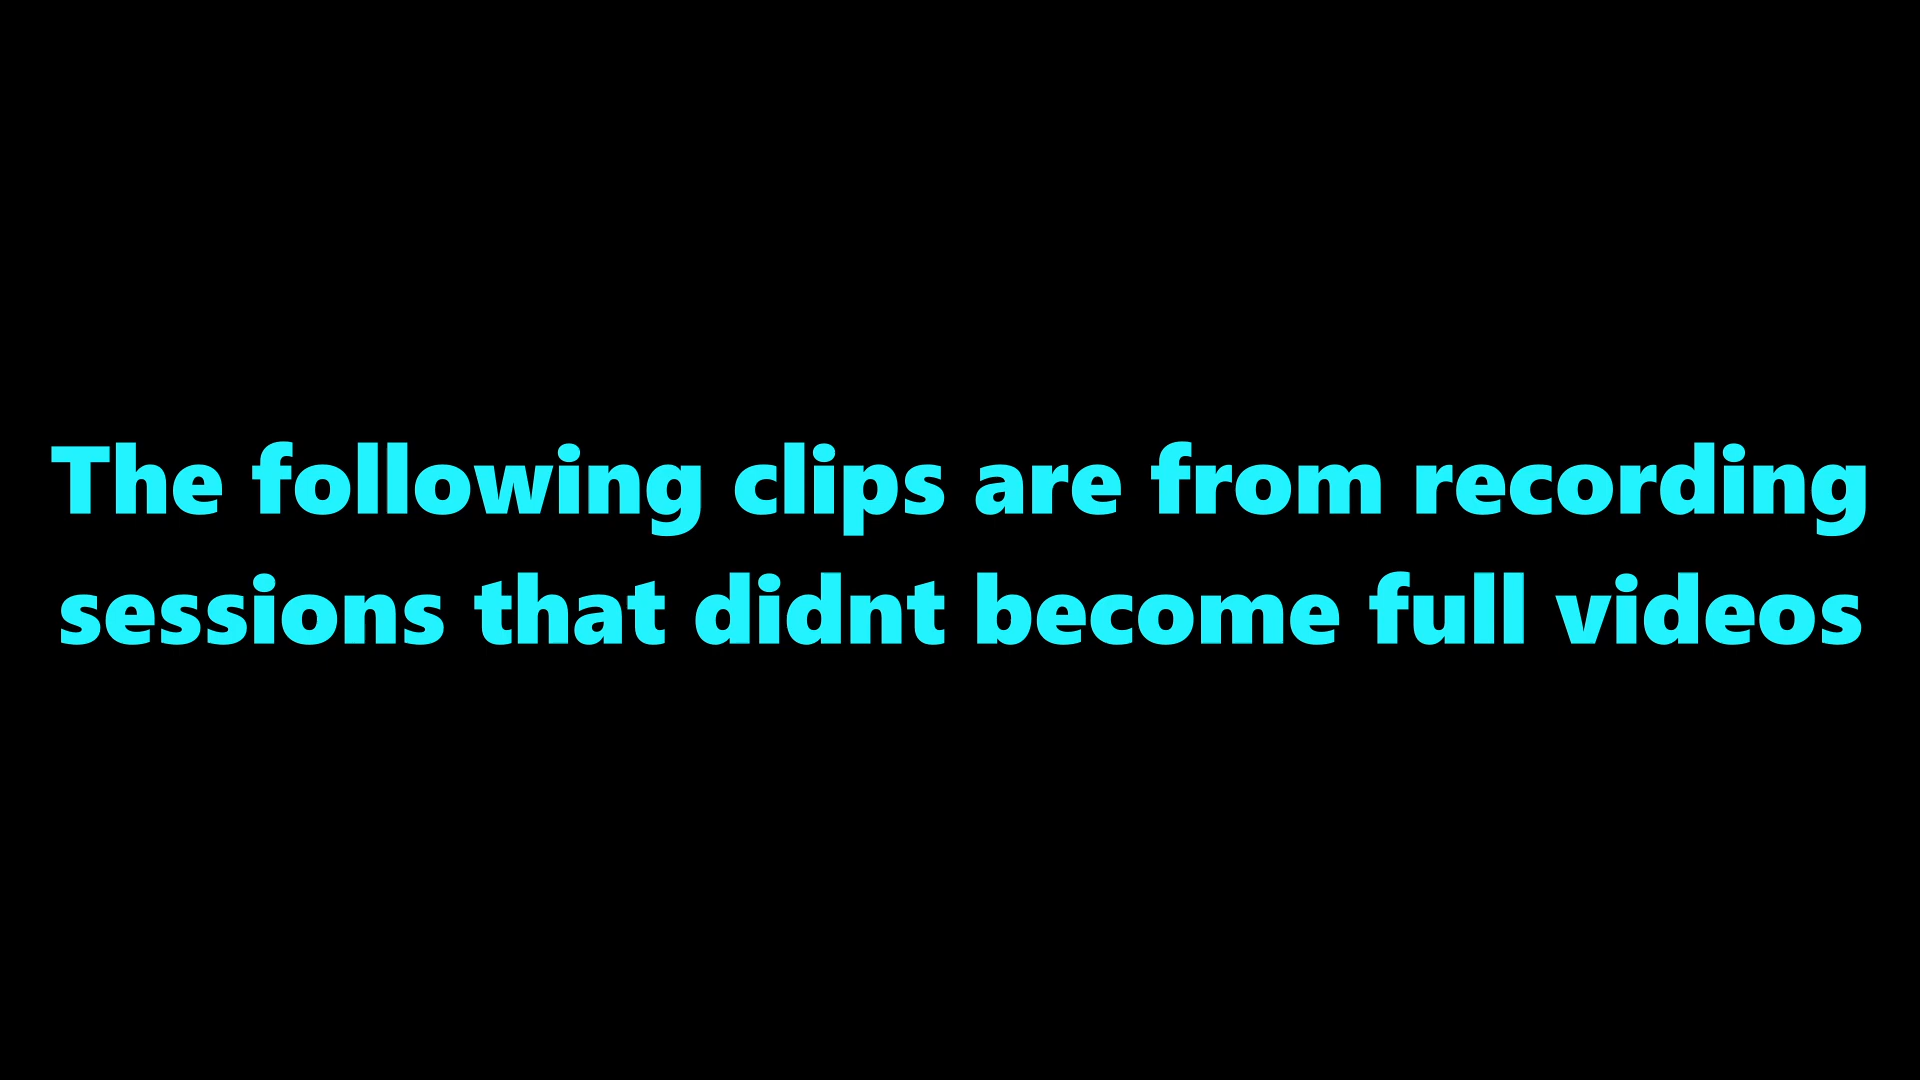 The following clips are from recording
sessions that didnt become full videos